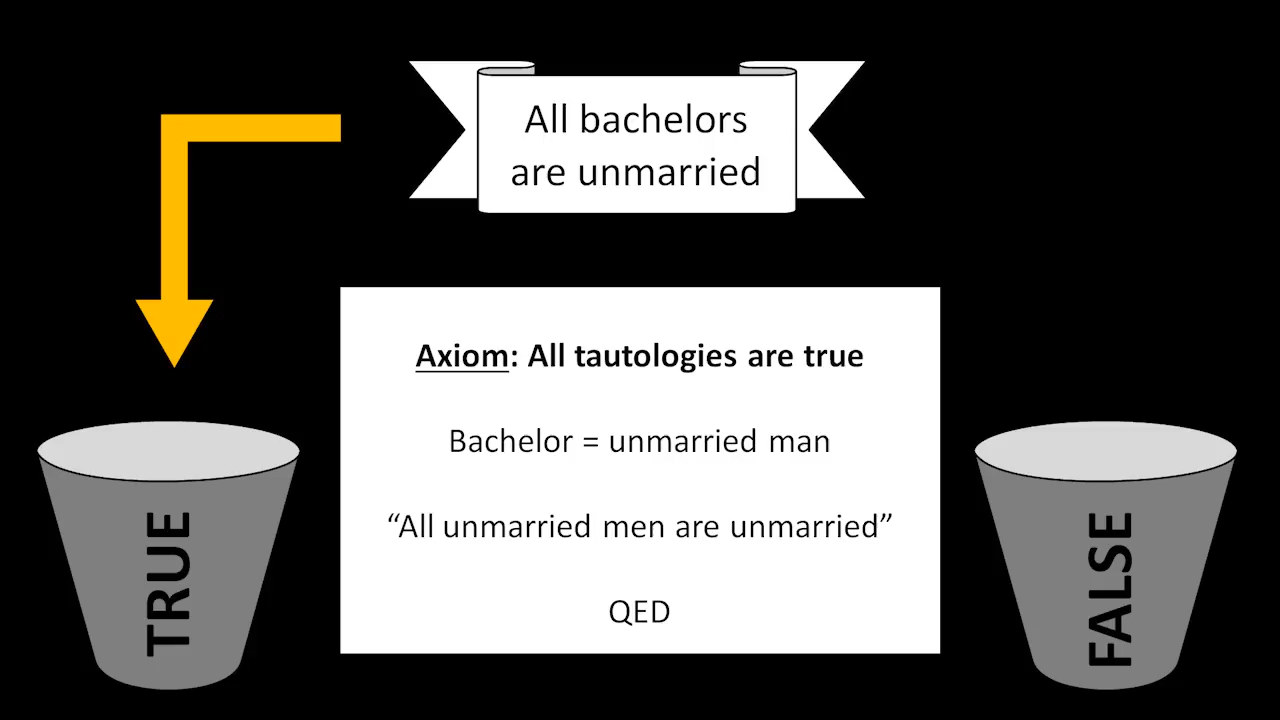 All bachelors
are unmarried
Axiom: All tautologies are true
Bachelor = unmarried man
“All unmarried men are unmarried”
QED
TRUE
FALSE